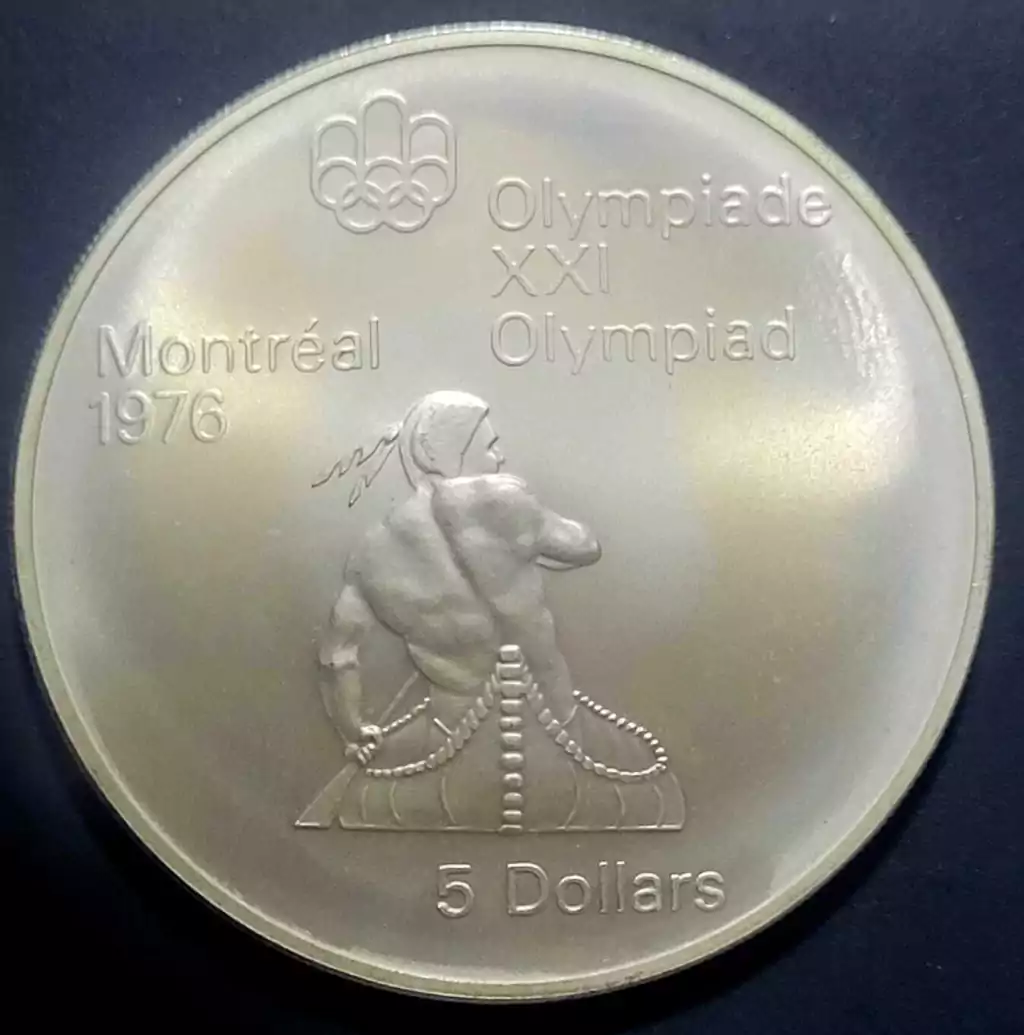 Olympiade
XXI
Olympiad
Montréal
1976
5 Dollars